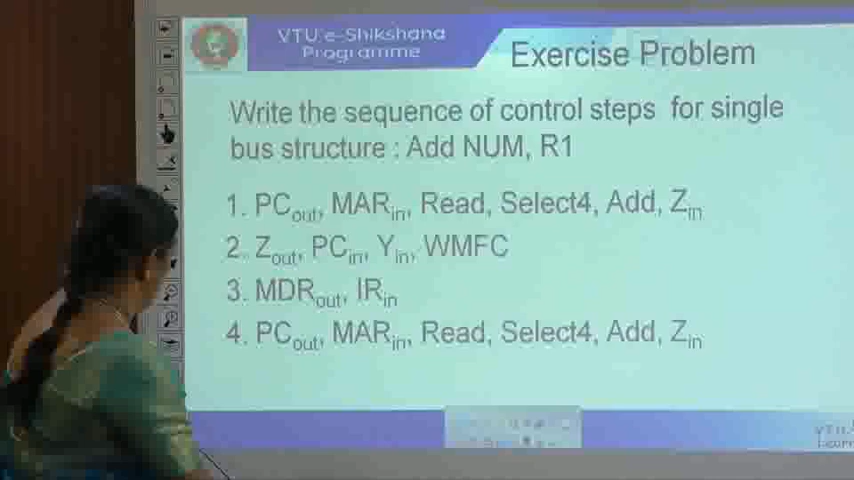 VTU e-Shikshana
Programme
Exercise Problem
Write the sequence of control steps for single
bus structure : Add NUM, R1
1. PCout, MARin, Read, Select4, Add, Zin
2. Zout, PCin, Yin, WMFC
3. MDRout, IRin
4. PCout, MARin, Read, Select4, Add, Zin
VTU